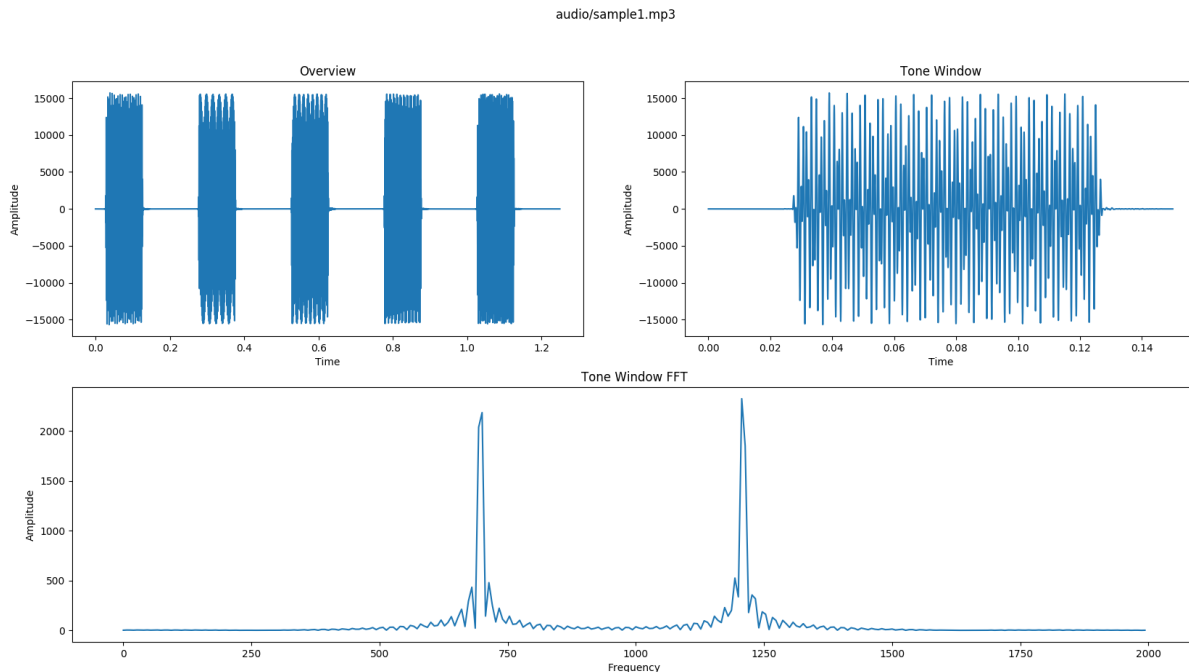 audio/sample1.mp3
Overview
15000
10000
5000
0
−5000
−10000
−15000
Amplitude
0.0 0.2 0.4 0.6 0.8 1.0 1.2
Time
Tone Window
15000
10000
5000
0
−5000
−10000
−15000
Amplitude
0.00 0.02 0.04 0.06 0.08 0.10 0.12 0.14
Time
Tone Window FFT
2000
1500
1000
500
0
Amplitude
0 250 500 750 1000 1250 1500 1750 2000
Frequency